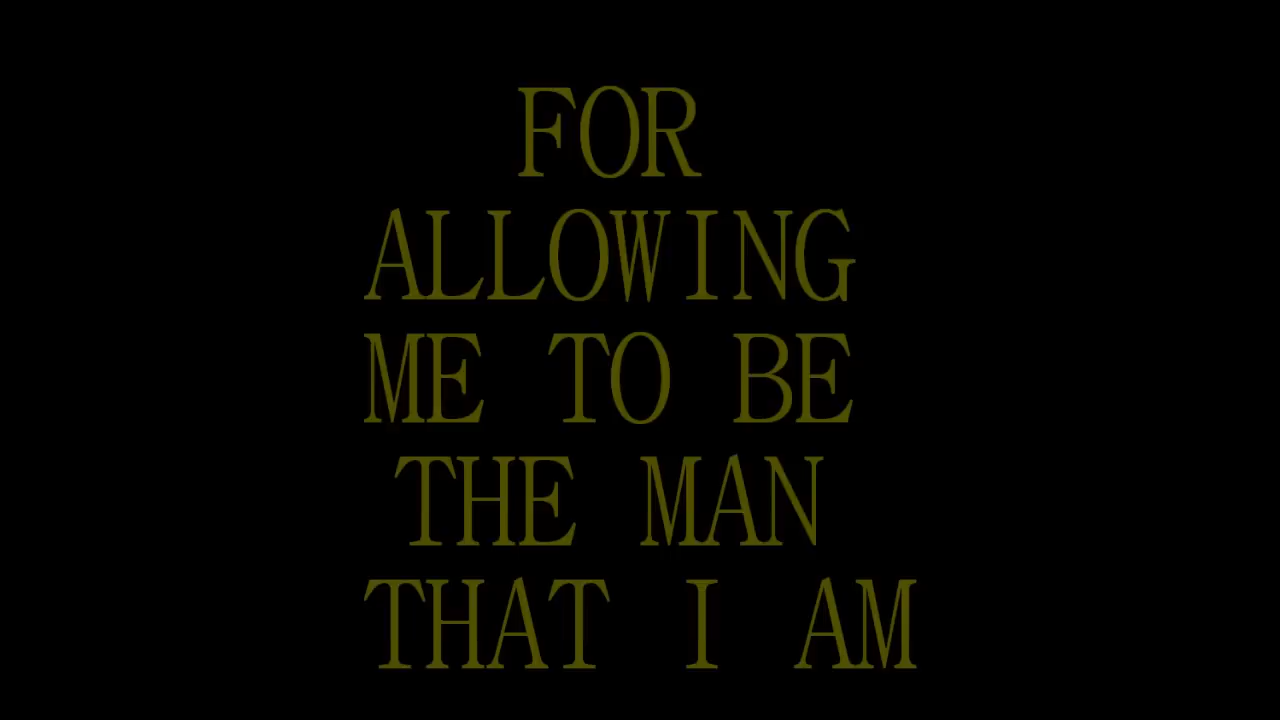 FOR
ALLOWING
ME TO BE
THE MAN
THAT I AM